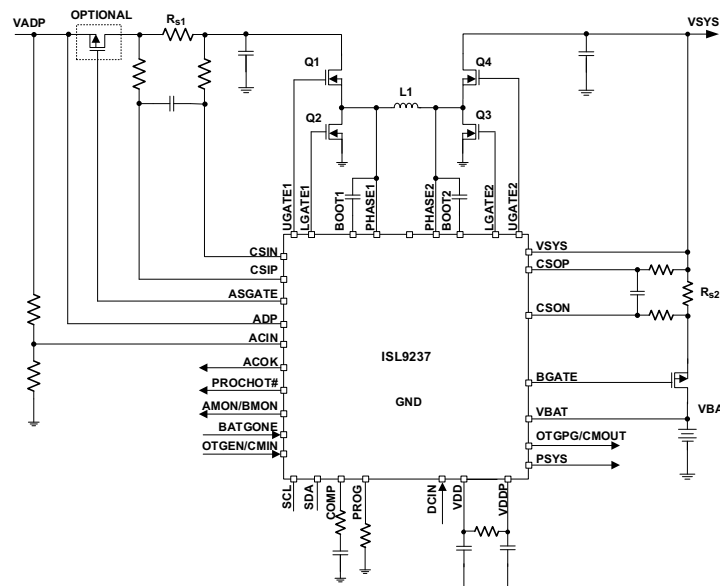 OPTIONAL
VADP
Rs1
VSYS
Q1
Q4
L1
Q2
Q3
UGATE1
LGATE1
BOOT1
PHASE1
PHASE2
BOOT2
LGATE2
UGATE2
CSIN
CSIP
ASGATE
ADP
ACIN
ACOK
PROCHOT#
AMON/BMON
BATGONE
OTGEN/CMIN
ISL9237
GND
VSYS
CSOP
Rs2
CSON
BGATE
VBAT
VBA
OTGPG/CMOUT
PSYS
SCL
SDA
COMP
PROG
DCIN
VDD
VDDP